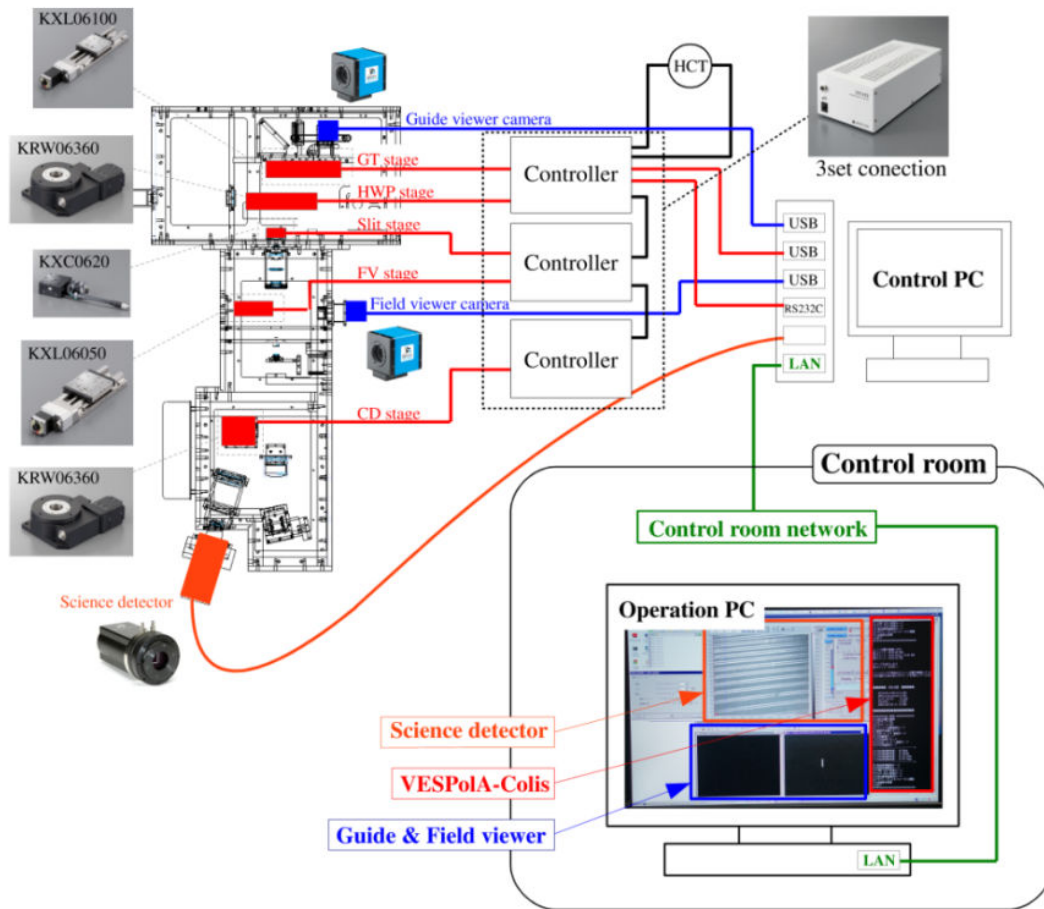 KXL06100
HCT
Guide viewer camera
3set conection
KRW06360
GT stage
Controller
HWP stage
USB
Slit stage
USB
KXC0620
Controller
Control PC
FV stage
USB
Field viewer camera
RS232C
KXL06050
Controller
LAN
CD stage
KRW06360
Control room
Control room network
Science detector
Operation PC
Science detector
VESPolA-Colis
Guide & Field viewer
LAN